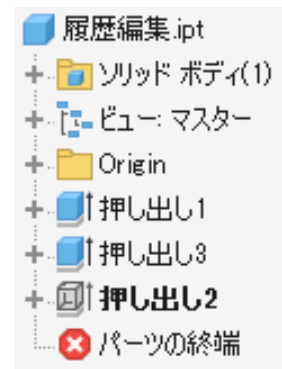 履歴編集.ipt
ソリッド ボディ(1)
ビュー: マスター
Origin
押し出し1
押し出し3
押し出し2
パーツの終端